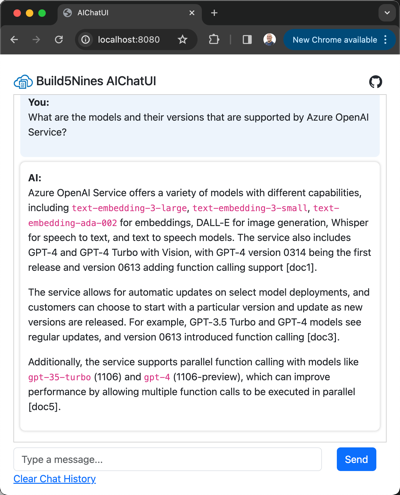 AIChatUI
localhost:8080
New Chrome available
Build5Nines AIChatUI
You:
What are the models and their versions that are supported by Azure OpenAI
Service?
AI:
Azure OpenAI Service offers a variety of models with different capabilities,
including text-embedding-3-large, text-embedding-3-small, text-
embedding-ada-002 for embeddings, DALL-E for image generation, Whisper
for speech to text, and text to speech models. The service also includes
GPT-4 and GPT-4 Turbo with Vision, with GPT-4 version 0314 being the first
release and version 0613 adding function calling support [doc1].
The service allows for automatic updates on select model deployments, and
customers can choose to start with a particular version and update as new
versions are released. For example, GPT-3.5 Turbo and GPT-4 models see
regular updates, and version 0613 introduced function calling [doc3].
Additionally, the service supports parallel function calling with models like
gpt-35-turbo (1106) and gpt-4 (1106-preview), which can improve
performance by allowing multiple function calls to be executed in parallel
[doc5].
Type a message...
Send
Clear Chat History